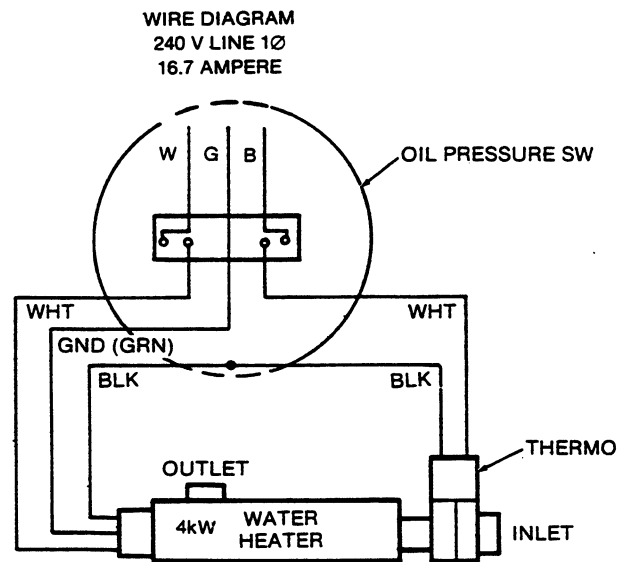 WIRE DIAGRAM
240 V LINE 1Ø
16.7 AMPERE
W G B
OIL PRESSURE SW
WHT
WHT
GND (GRN)
BLK
BLK
THERMO
OUTLET
4kW
WATER
HEATER
INLET